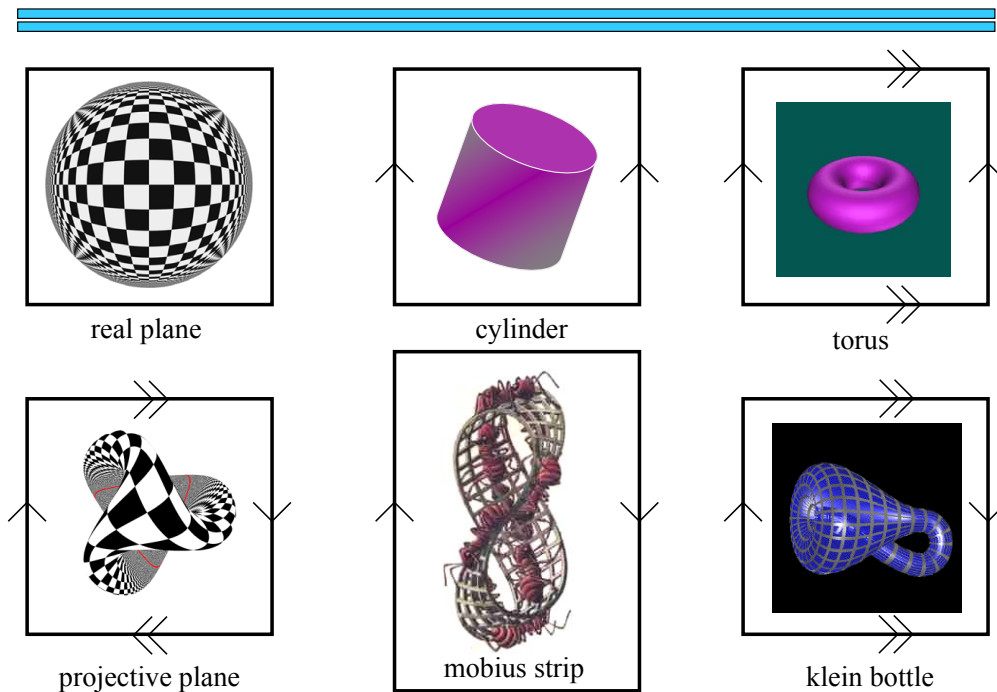 real plane
cylinder
torus
projective plane
mobius strip
klein bottle